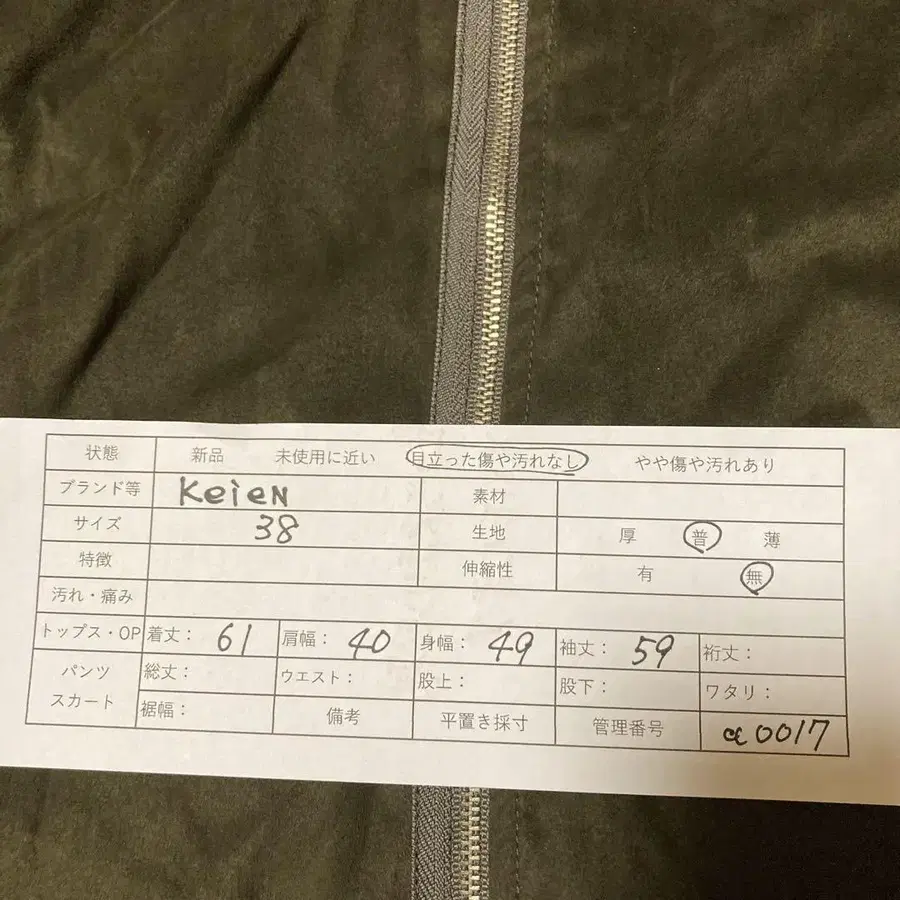 状態 新品 未使用に近い 目立った傷や汚れなし やや傷や汚れあり
ブランド等 KeieN 素材
サイズ 38 生地 厚 普 薄
特徴 伸縮性 有 無
汚れ・痛み
トップス・OP 着丈： 61 肩幅： 40 身幅： 49 袖丈： 59 裄丈：
パンツ スカート 総丈： ウエスト： 股上： 股下： ワタリ：
裾幅： 備考 平置き採寸 管理番号 a0017